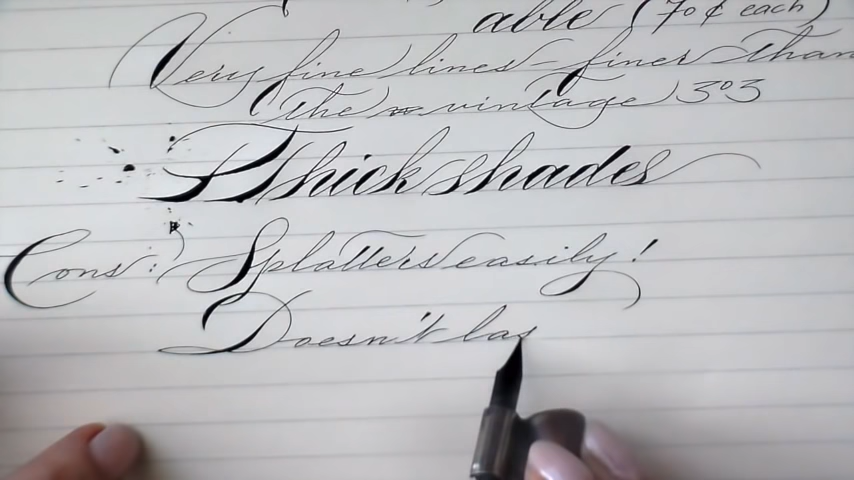 able (70¢ each)
Very fine lines - finer than
(the vintage 303
Thick shades
Cons: Splatters easily!
Doesn't las